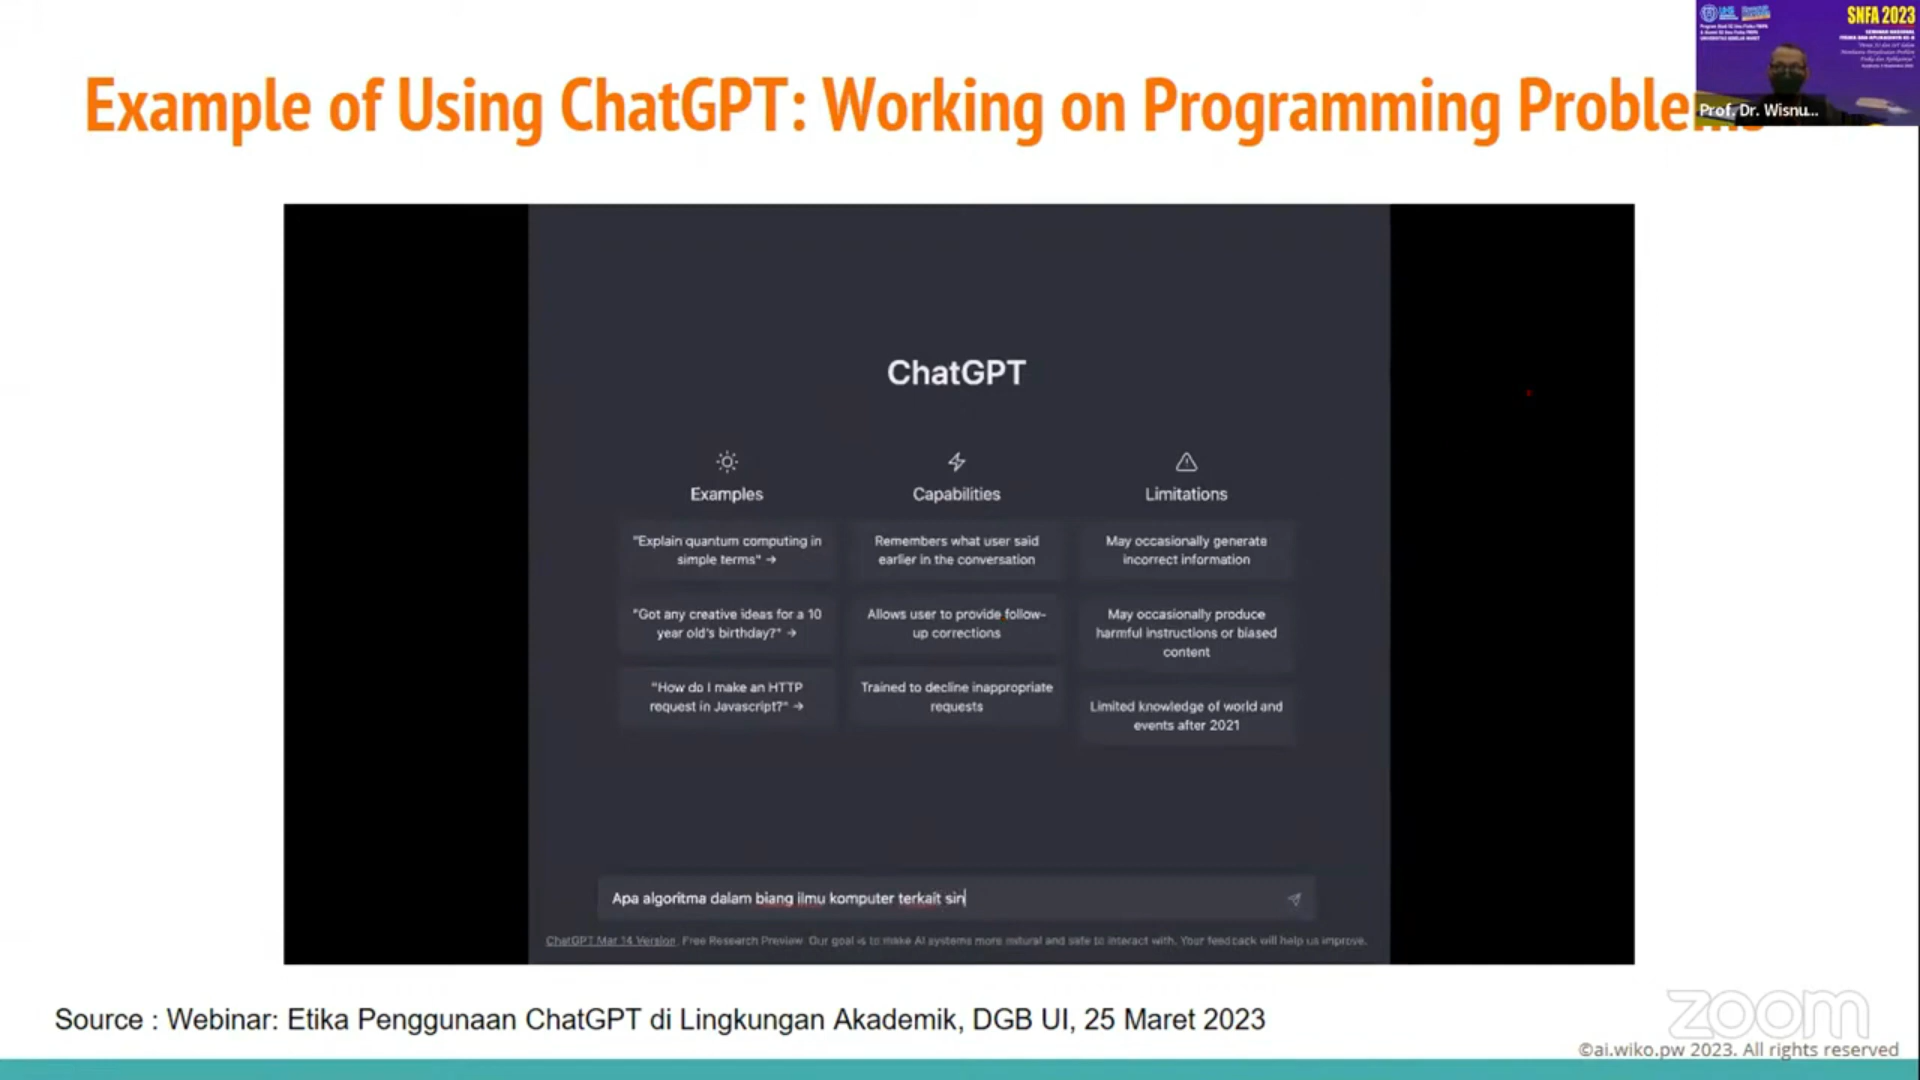 SNFA 2023
Prof. Dr. Wisnu...
Example of Using ChatGPT: Working on Programming Problems
ChatGPT
Examples
"Explain quantum computing in
simple terms" →
"Got any creative ideas for a 10
year old's birthday?" →
"How do I make an HTTP
request in Javascript?" →
Capabilities
Remembers what user said
earlier in the conversation
Allows user to provide follow-
up corrections
Trained to decline inappropriate
requests
Limitations
May occasionally generate
incorrect information
May occasionally produce
harmful instructions or biased
content
Limited knowledge of world and
events after 2021
Apa algoritma dalam biang ilmu komputer terkait sin
ChatGPT Mar 14 Version. Free Research Preview. Our goal is to make AI systems more natural and safe to interact with. Your feedback will help us improve.
Source : Webinar: Etika Penggunaan ChatGPT di Lingkungan Akademik, DGB UI, 25 Maret 2023
zoom
©ai.wiko.pw 2023. All rights reserved